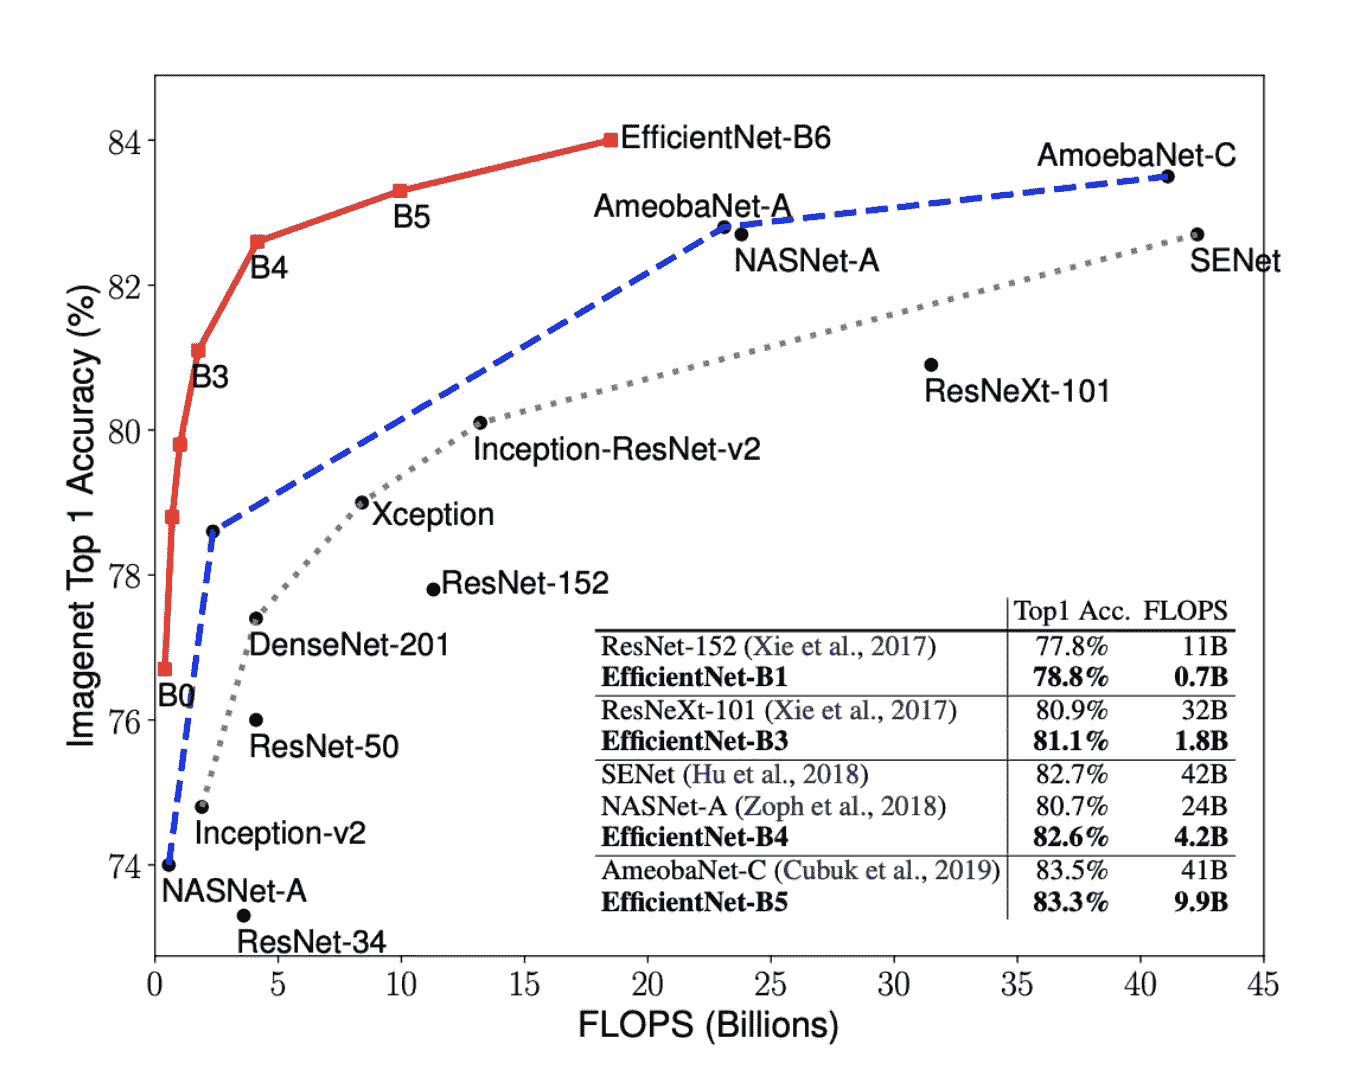 84
82
80
78
76
74
Imagenet Top 1 Accuracy (%)
EfficientNet-B6
AmoebaNet-C
AmeobaNet-A
B5
NASNet-A
SENet
B4
B3
ResNeXt-101
Inception-ResNet-v2
Xception
ResNet-152
DenseNet-201
B0
ResNet-50
Inception-v2
NASNet-A
ResNet-34
Top1 Acc. FLOPS
ResNet-152 (Xie et al., 2017) 77.8% 11B
EfficientNet-B1 78.8% 0.7B
ResNeXt-101 (Xie et al., 2017) 80.9% 32B
EfficientNet-B3 81.1% 1.8B
SENet (Hu et al., 2018) 82.7% 42B
NASNet-A (Zoph et al., 2018) 80.7% 24B
EfficientNet-B4 82.6% 4.2B
AmeobaNet-C (Cubuk et al., 2019) 83.5% 41B
EfficientNet-B5 83.3% 9.9B
0 5 10 15 20 25 30 35 40 45
FLOPS (Billions)